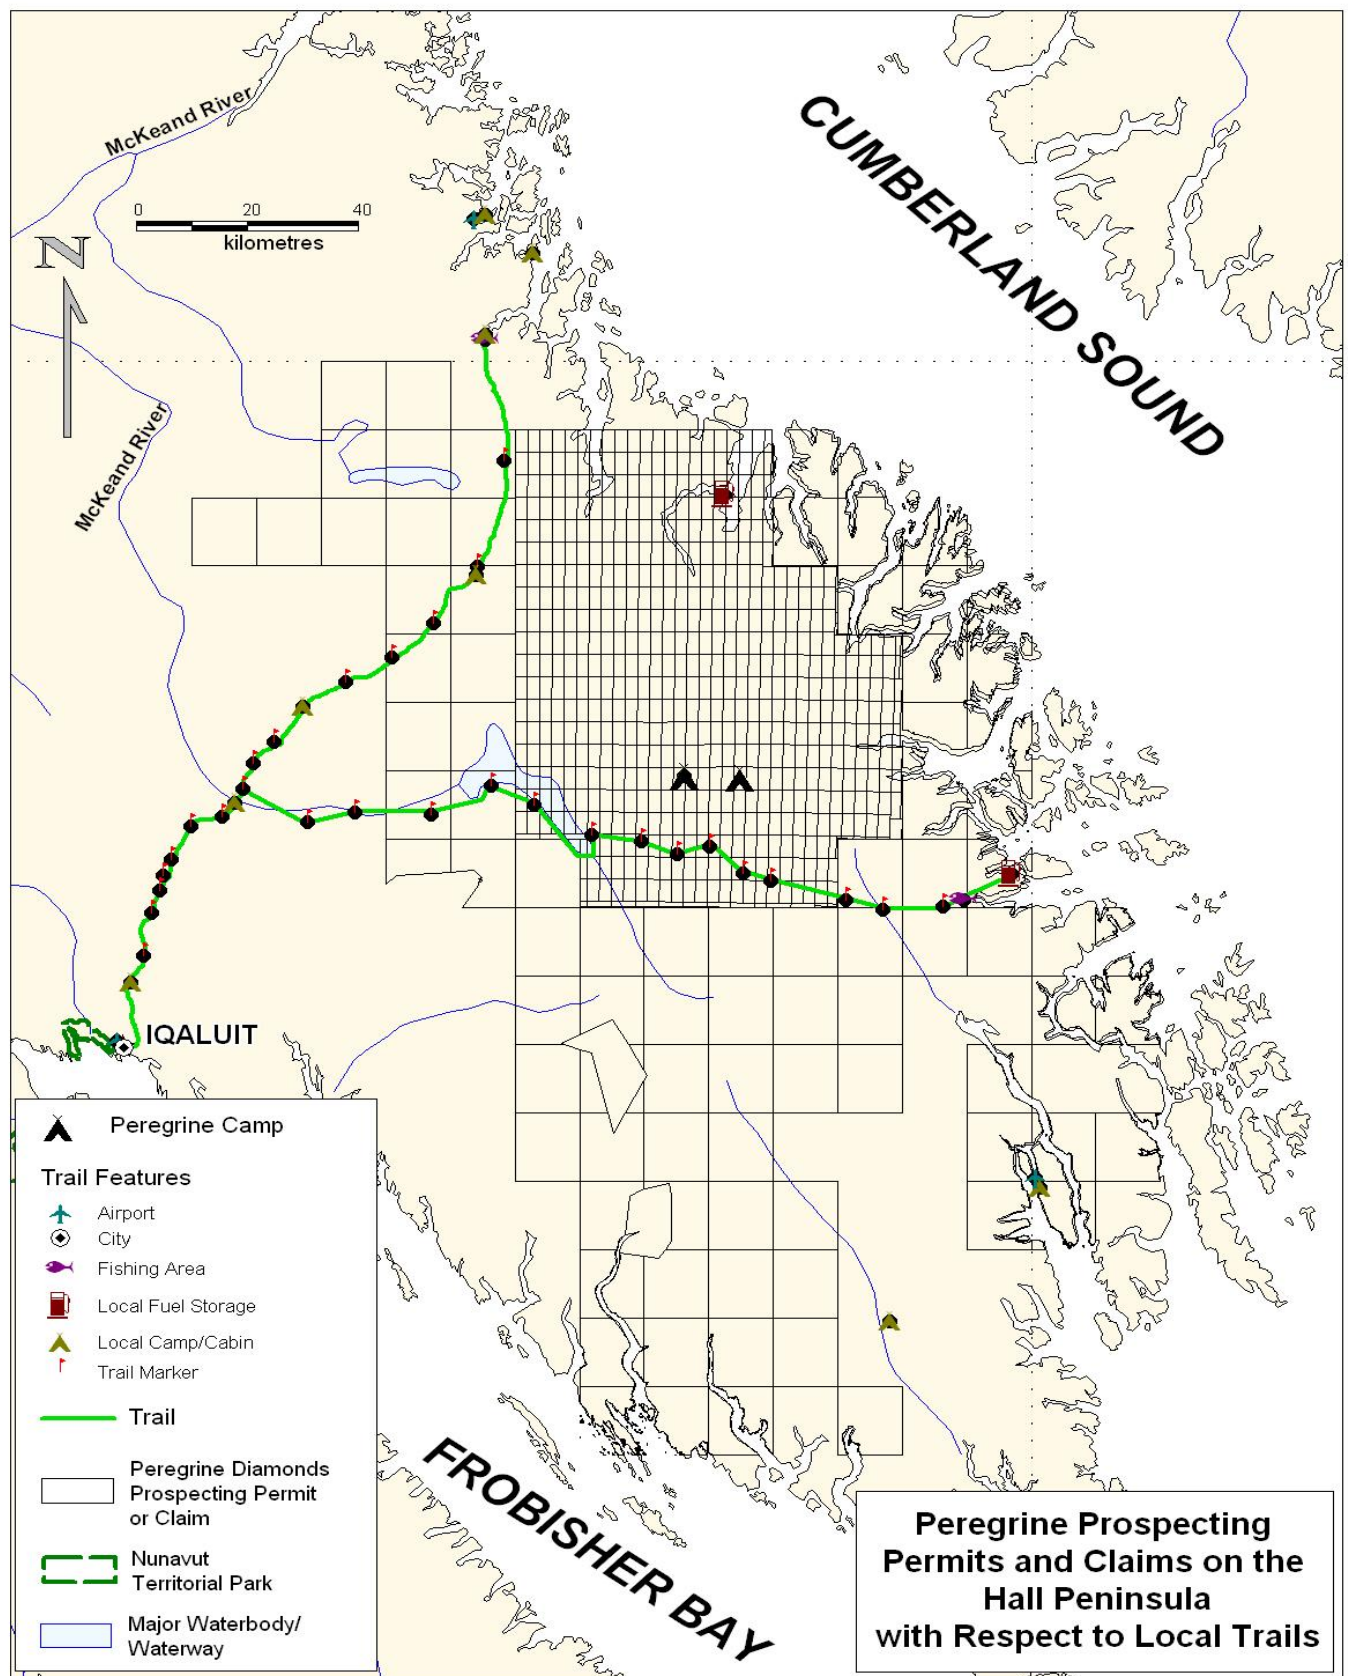 McKeand River
CUMBERLAND SOUND
0 20 40
kilometres
N
McKeand River
IQALUIT
Peregrine Camp
Trail Features
Airport
City
Fishing Area
Local Fuel Storage
Local Camp/Cabin
Trail Marker
Trail
Peregrine Diamonds
Prospecting Permit
or Claim
Nunavut
Territorial Park
Major Waterbody/
Waterway
FROBISHER BAY
Peregrine Prospecting
Permits and Claims on the
Hall Peninsula
with Respect to Local Trails